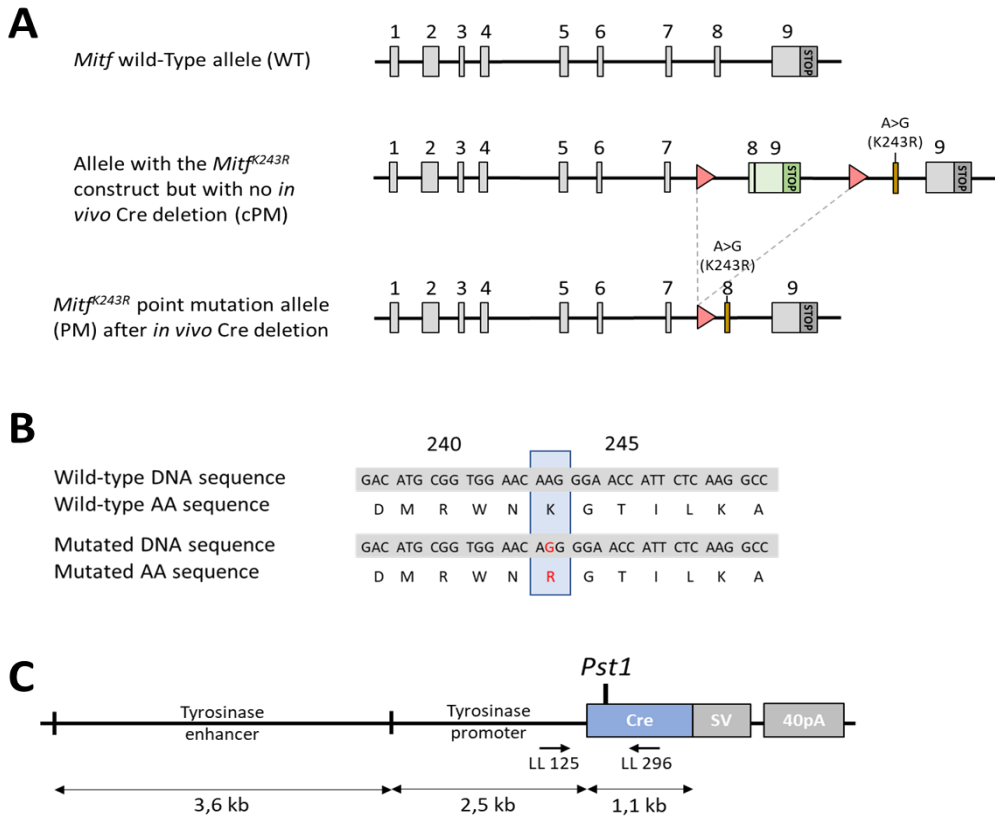 A
1 2 3 4 5 6 7 8 9
Mitf wild-Type allele (WT)
STOP
A>G
(K243R)
1 2 3 4 5 6 7 8 9 9
Allele with the MitfK243R
construct but with no in
vivo Cre deletion (cPM)
STOP
STOP
A>G
(K243R)
1 2 3 4 5 6 7 8 9
MitfK243R point mutation allele
(PM) after in vivo Cre deletion
STOP
B
240 245
Wild-type DNA sequence GAC ATG CGG TGG AAC AAG GGA ACC ATT CTC AAG GCC
Wild-type AA sequence D M R W N K G T I L K A
Mutated DNA sequence GAC ATG CGG TGG AAC AGG GGA ACC ATT CTC AAG GCC
Mutated AA sequence D M R W N R G T I L K A
C
Pst1
Tyrosinase
enhancer
Tyrosinase
promoter
Cre SV 40pA
LL 125 LL 296
3,6 kb 2,5 kb 1,1 kb